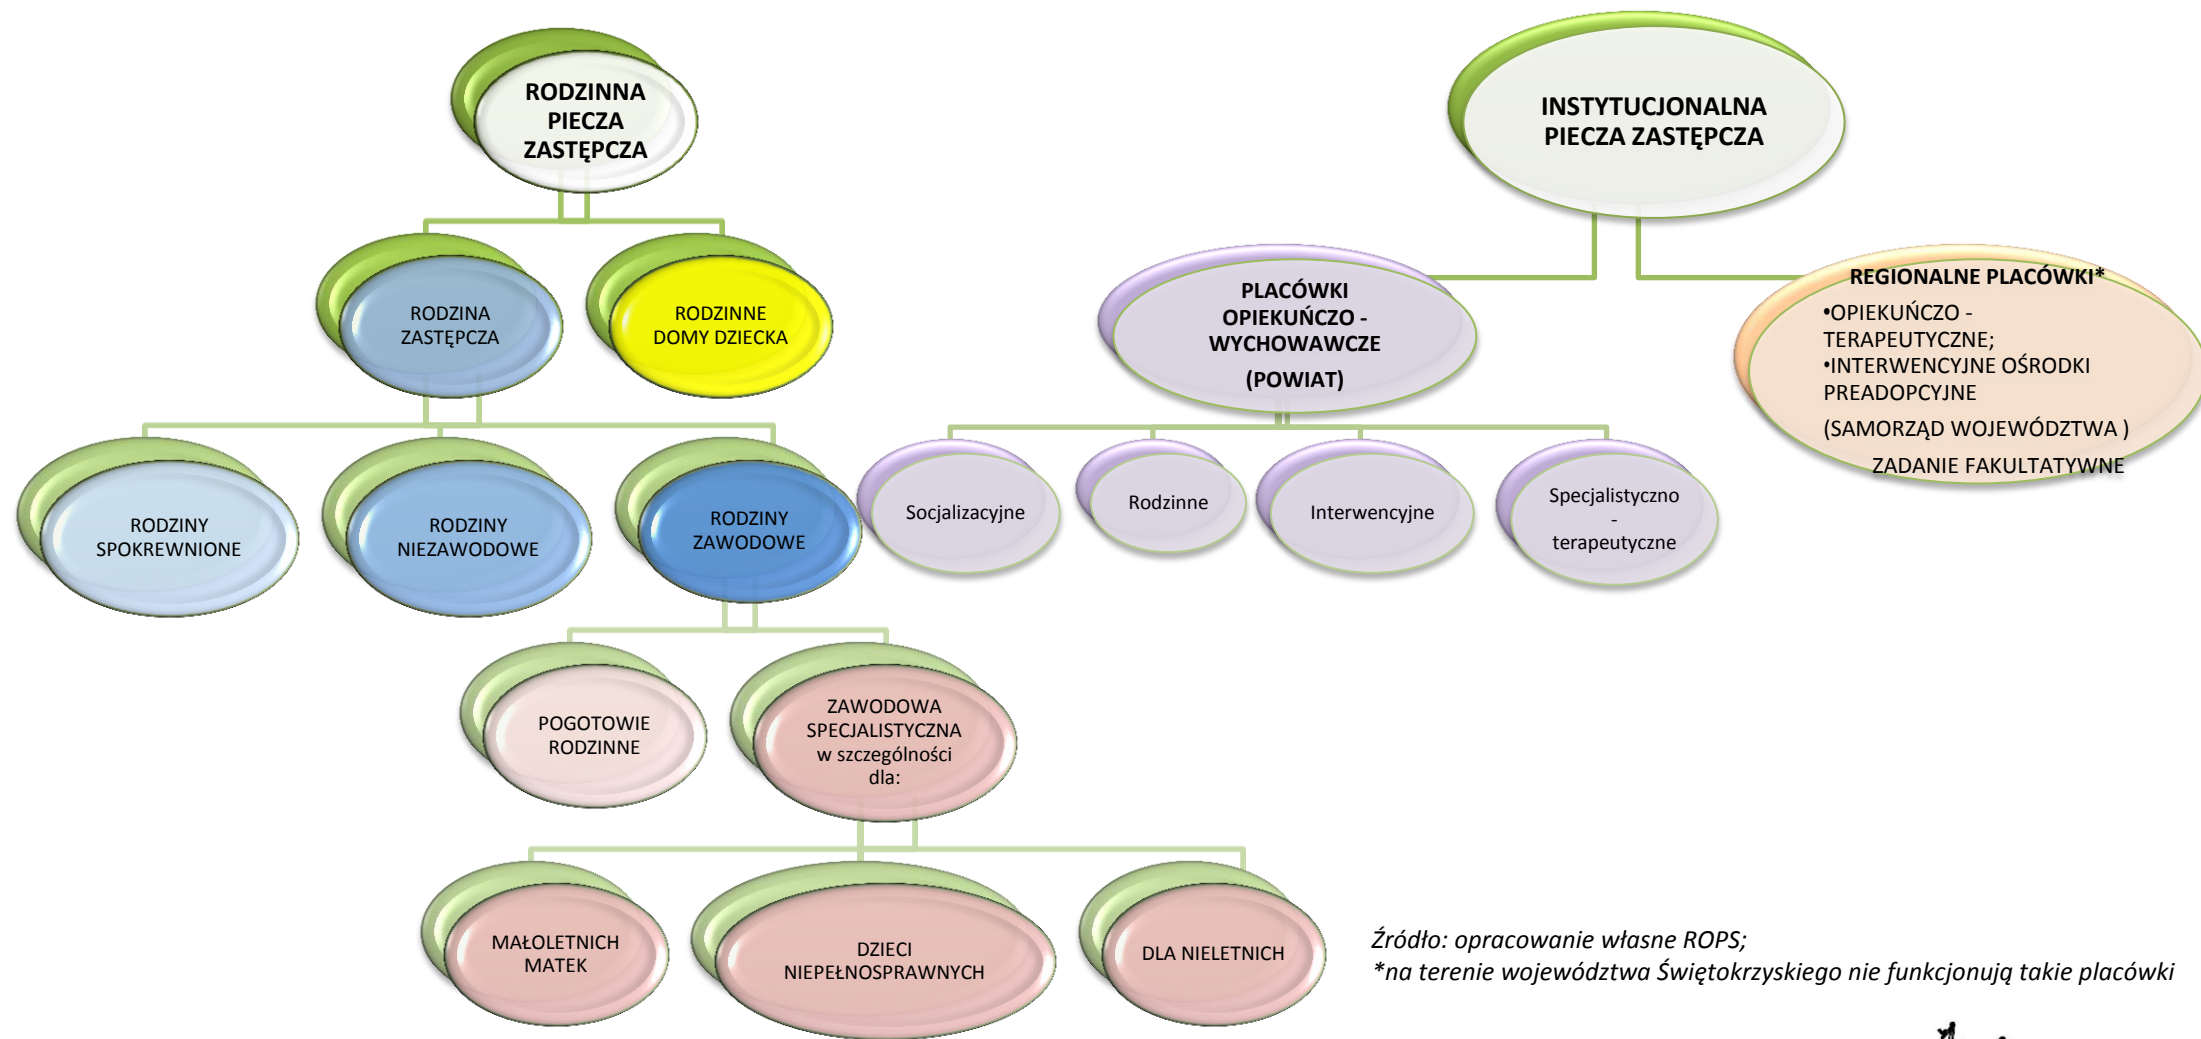 RODZINNA
PIECZA
ZASTĘPCZA
INSTYTUCJONALNA
PIECZA ZASTĘPCZA
RODZINA
ZASTĘPCZA
RODZINNE
DOMY DZIECKA
PLACÓWKI
OPIEKUŃCZO -
WYCHOWAWCZE
(POWIAT)
REGIONALNE PLACÓWKI*
•OPIEKUŃCZO -
TERAPEUTYCZNE;
•INTERWENCYJNE OŚRODKI
PREADOPCYJNE
(SAMORZĄD WOJEWÓDZTWA )
ZADANIE FAKULTATYWNE
RODZINY
SPOKREWNIONE
RODZINY
NIEZAWODOWE
RODZINY
ZAWODOWE
Socjalizacyjne
Rodzinne
Interwencyjne
Specjalistyczno
-
terapeutyczne
POGOTOWIE
RODZINNE
ZAWODOWA
SPECJALISTYCZNA
w szczególności
dla:
MAŁOLETNICH
MATEK
DZIECI
NIEPEŁNOSPRAWNYCH
DLA NIELETNICH
Źródło: opracowanie własne ROPS;
*na terenie województwa Świętokrzyskiego nie funkcjonują takie placówki